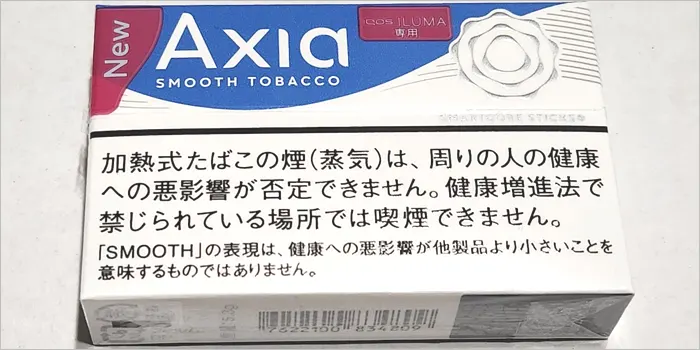 New
Axia
SMOOTH TOBACCO
IQOS ILUMA
専用
SMARTCORE STICKS
加熱式たばこの煙(蒸気)は、周りの人の健康
への悪影響が否定できません。健康増進法で
禁じられている場所では喫煙できません。
「SMOOTH」の表現は、健康への悪影響が他製品より小さいことを
意味するものではありません。
7622100 834206